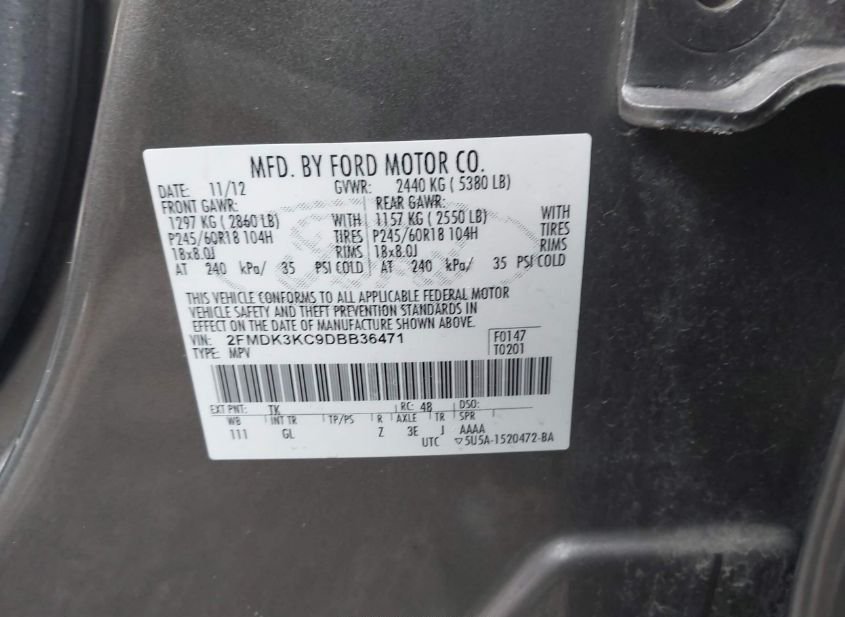 MFD. BY FORD MOTOR CO.
DATE: 11/12 GVWR: 2440 KG ( 5380 LB)
FRONT GAWR: REAR GAWR:
1297 KG ( 2860 LB) WITH 1157 KG ( 2550 LB) WITH
P245/60R18 104H TIRES P245/60R18 104H TIRES
18x8.0J RIMS 18x8.0J RIMS
AT 240 kPa/ 35 PSI COLD AT 240 kPa/ 35 PSI COLD
THIS VEHICLE CONFORMS TO ALL APPLICABLE FEDERAL MOTOR
VEHICLE SAFETY AND THEFT PREVENTION STANDARDS IN
EFFECT ON THE DATE OF MANUFACTURE SHOWN ABOVE.
VIN: 2FMDK3KC9DBB36471 F0147
TYPE: MPV T0201
EXT PNT: TK RC: 48 DSO:
WB INT TR TP/PS R AXLE TR SPR
111 GL Z 3E J AAAA
UTC ▽5U5A-1520472-BA